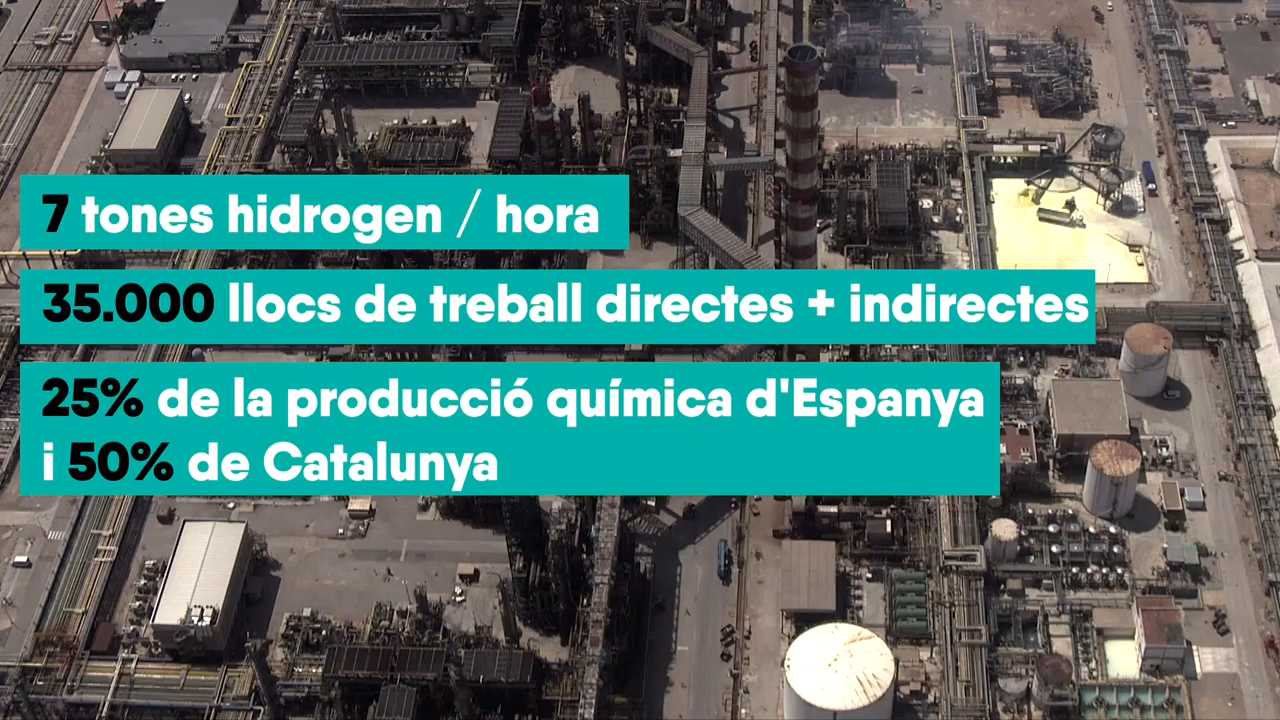 7 tones hidrogen / hora
35.000 llocs de treball directes + indirectes
25% de la producció química d'Espanya
i 50% de Catalunya